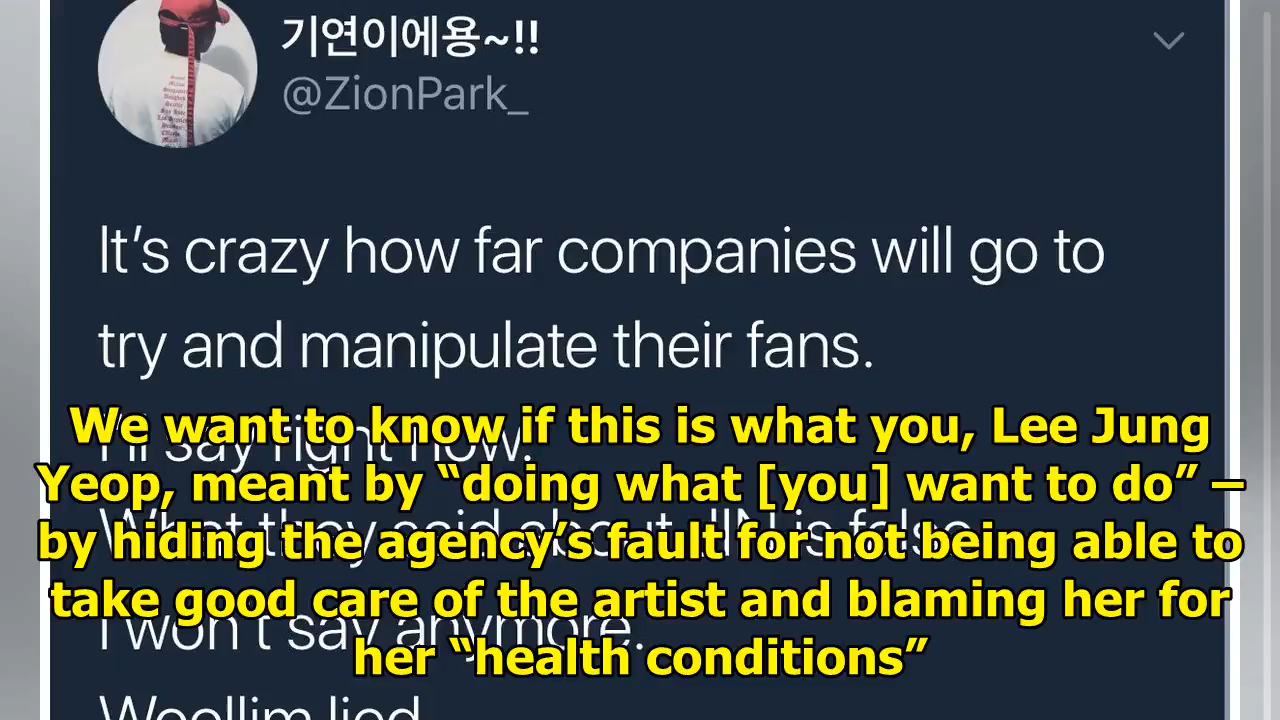 기연이에용~!!
@ZionPark_
It's crazy how far companies will go to
try and manipulate their fans.
I'll say right now.
What they said about JIN is false.
I won't say anymore.
Woollim lied
We want to know if this is what you, Lee Jung
Yeop, meant by “doing what [you] want to do” –
by hiding the agency’s fault for not being able to
take good care of the artist and blaming her for
her “health conditions”